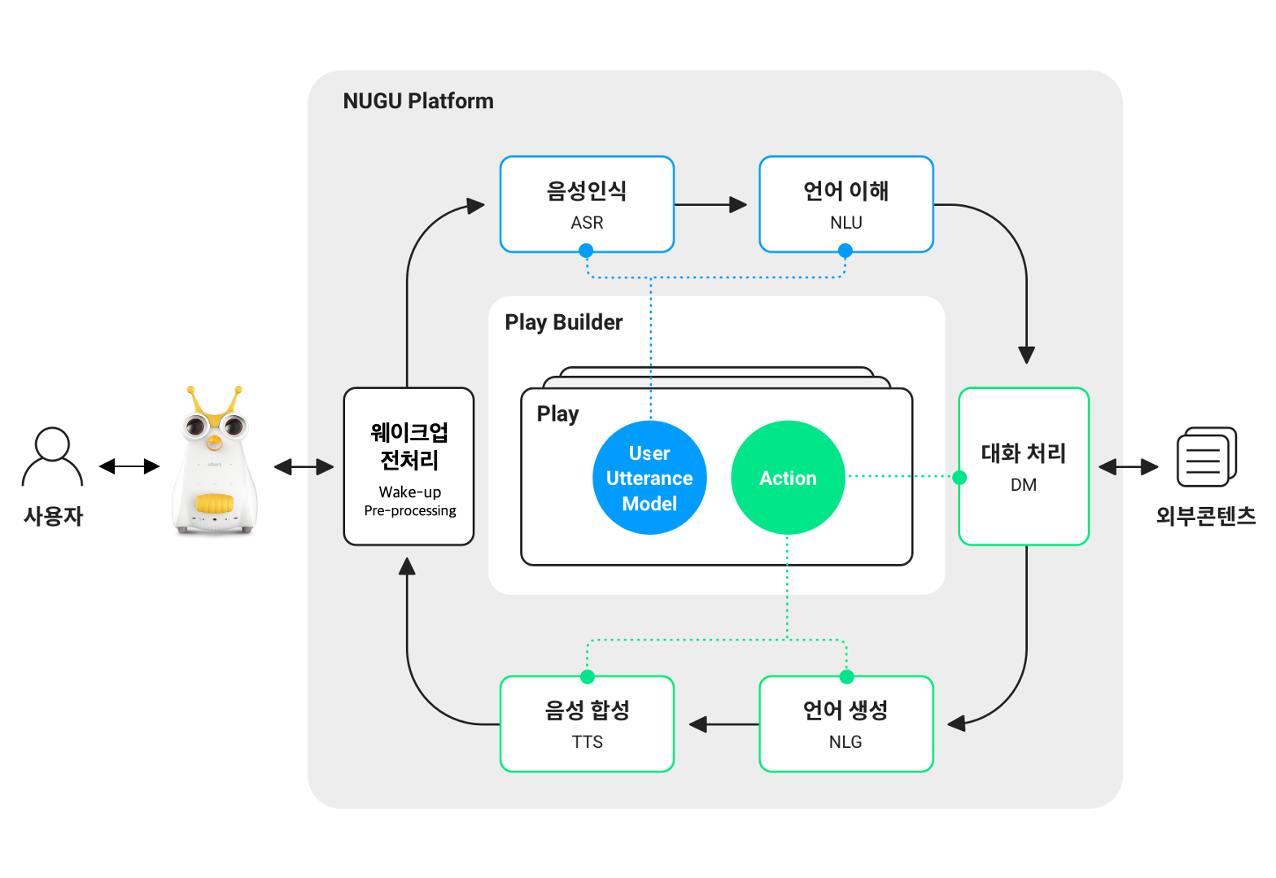 NUGU Platform
음성인식
ASR
언어 이해
NLU
Play Builder
Play
User
Utterance
Model
Action
웨이크업
전처리
Wake-up
Pre-processing
대화 처리
DM
사용자
외부콘텐츠
음성 합성
TTS
언어 생성
NLG